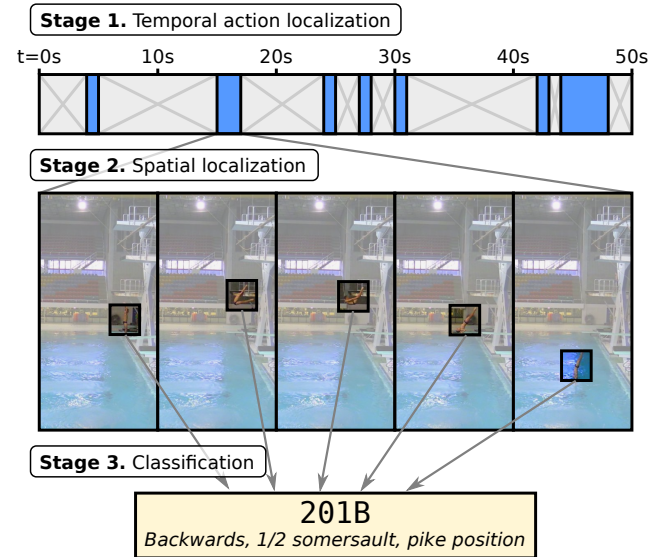 Stage 1. Temporal action localization
t=0s 10s 20s 30s 40s 50s
Stage 2. Spatial localization
Stage 3. Classification
201B
Backwards, 1/2 somersault, pike position